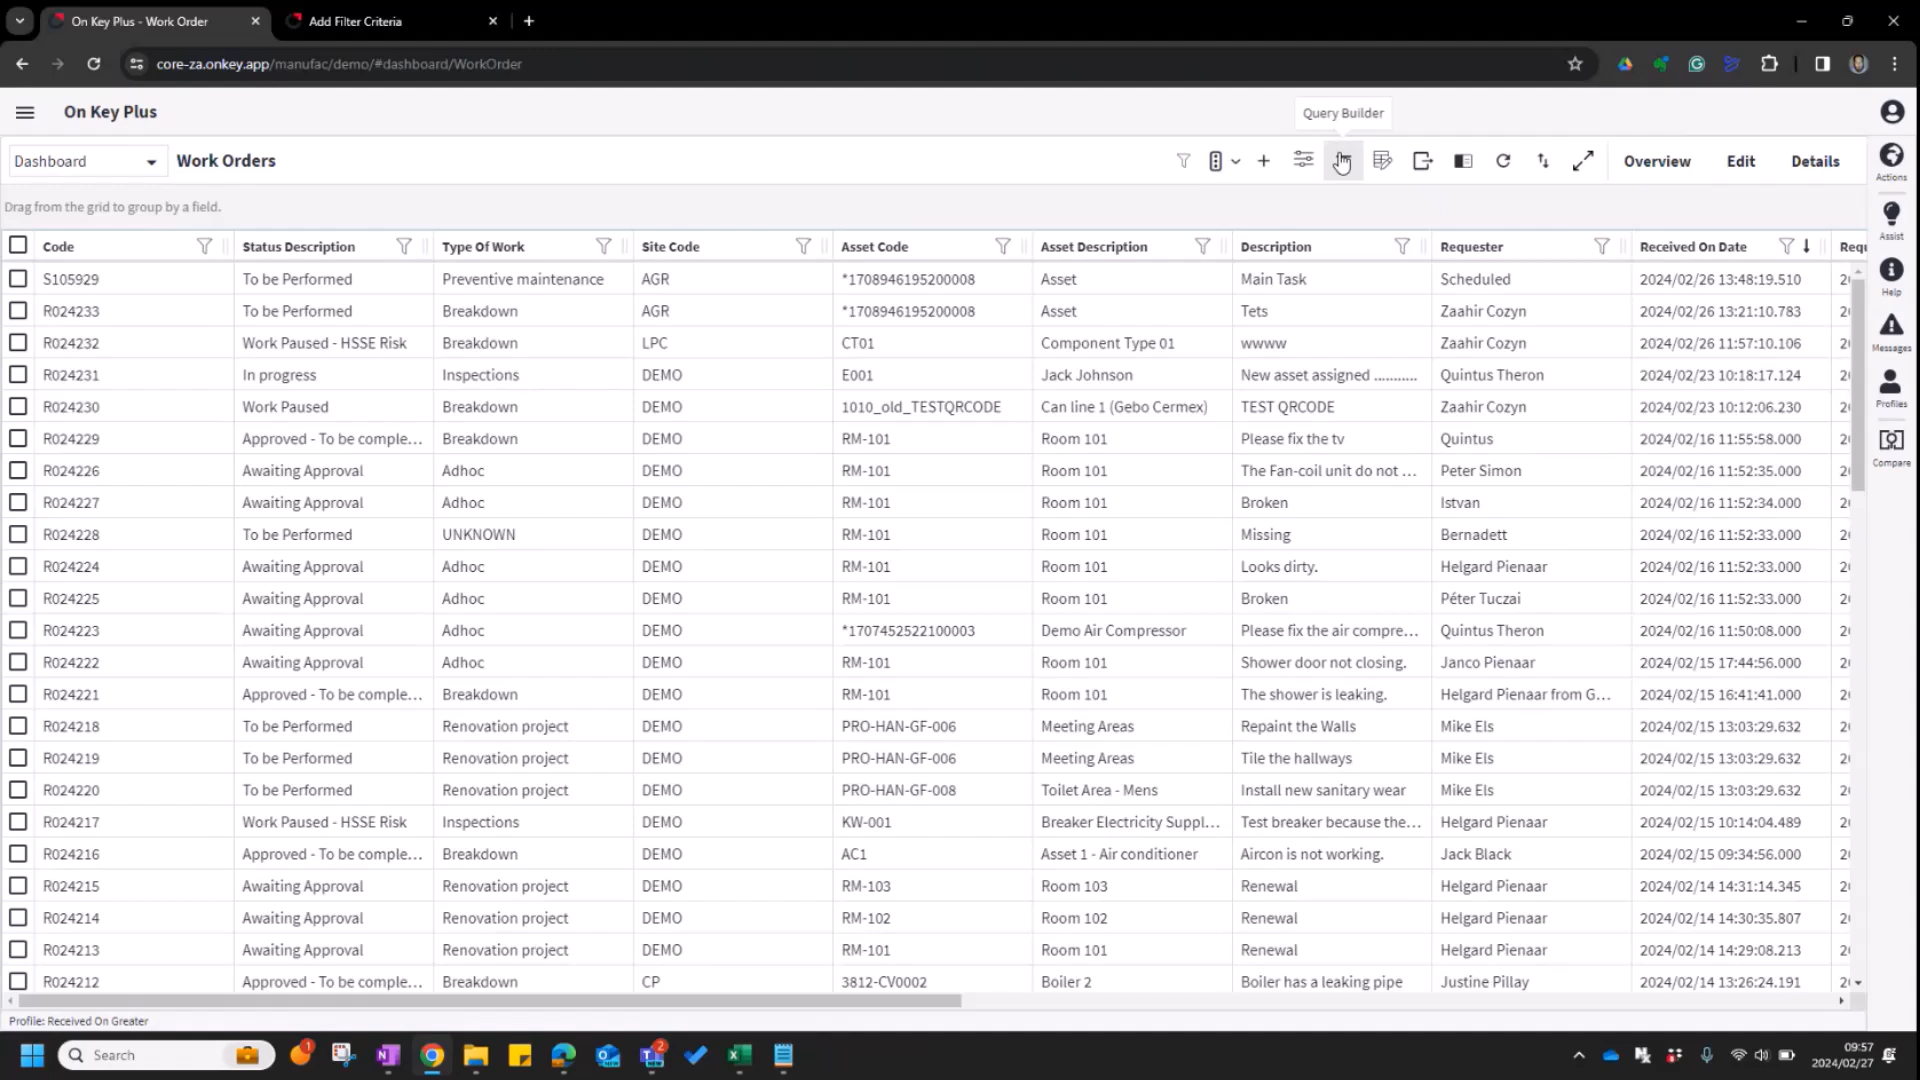 On Key Plus - Work Order
Add Filter Criteria
core-za.onkey.app/manufac/demo/#dashboard/WorkOrder
On Key Plus
Query Builder
Dashboard
Work Orders
Overview
Edit
Details
Actions
Assist
Help
Messages
Profiles
Compare
Drag from the grid to group by a field.
Code Status Description Type Of Work Site Code Asset Code Asset Description Description Requester Received On Date Requ
S105929 To be Performed Preventive maintenance AGR *1708946195200008 Asset Main Task Scheduled 2024/02/26 13:48:19.510
R024233 To be Performed Breakdown AGR *1708946195200008 Asset Tets Zaahir Cozyn 2024/02/26 13:21:10.783
R024232 Work Paused - HSSE Risk Breakdown LPC CT01 Component Type 01 wwww Zaahir Cozyn 2024/02/26 11:57:10.106
R024231 In progress Inspections DEMO E001 Jack Johnson New asset assigned ........... Quintus Theron 2024/02/23 10:18:17.124
R024230 Work Paused Breakdown DEMO 1010_old_TESTQRCODE Can line 1 (Gebo Cermex) TEST QRCODE Zaahir Cozyn 2024/02/23 10:12:06.230
R024229 Approved - To be comple... Breakdown DEMO RM-101 Room 101 Please fix the tv Quintus 2024/02/16 11:55:58.000
R024226 Awaiting Approval Adhoc DEMO RM-101 Room 101 The Fan-coil unit do not ... Peter Simon 2024/02/16 11:52:35.000
R024227 Awaiting Approval Adhoc DEMO RM-101 Room 101 Broken Istvan 2024/02/16 11:52:34.000
R024228 To be Performed UNKNOWN DEMO RM-101 Room 101 Missing Bernadett 2024/02/16 11:52:33.000
R024224 Awaiting Approval Adhoc DEMO RM-101 Room 101 Looks dirty. Helgard Pienaar 2024/02/16 11:52:33.000
R024225 Awaiting Approval Adhoc DEMO RM-101 Room 101 Broken Péter Tuczai 2024/02/16 11:52:33.000
R024223 Awaiting Approval Adhoc DEMO *1707452522100003 Demo Air Compressor Please fix the air compre... Quintus Theron 2024/02/16 11:50:08.000
R024222 Awaiting Approval Adhoc DEMO RM-101 Room 101 Shower door not closing. Janco Pienaar 2024/02/15 17:44:56.000
R024221 Approved - To be comple... Breakdown DEMO RM-101 Room 101 The shower is leaking. Helgard Pienaar from G... 2024/02/15 16:41:41.000
R024218 To be Performed Renovation project DEMO PRO-HAN-GF-006 Meeting Areas Repaint the Walls Mike Els 2024/02/15 13:03:29.632
R024219 To be Performed Renovation project DEMO PRO-HAN-GF-006 Meeting Areas Tile the hallways Mike Els 2024/02/15 13:03:29.632
R024220 To be Performed Renovation project DEMO PRO-HAN-GF-008 Toilet Area - Mens Install new sanitary wear Mike Els 2024/02/15 13:03:29.632
R024217 Work Paused - HSSE Risk Inspections DEMO KW-001 Breaker Electricity Suppl... Test breaker because the... Helgard Pienaar 2024/02/15 10:14:04.489
R024216 Approved - To be comple... Breakdown DEMO AC1 Asset 1 - Air conditioner Aircon is not working. Jack Black 2024/02/15 09:34:56.000
R024215 Awaiting Approval Renovation project DEMO RM-103 Room 103 Renewal Helgard Pienaar 2024/02/14 14:31:14.345
R024214 Awaiting Approval Renovation project DEMO RM-102 Room 102 Renewal Helgard Pienaar 2024/02/14 14:30:35.807
R024213 Awaiting Approval Renovation project DEMO RM-101 Room 101 Renewal Helgard Pienaar 2024/02/14 14:29:08.213
R024212 Approved - To be comple... Breakdown CP 3812-CV0002 Boiler 2 Boiler has a leaking pipe Justine Pillay 2024/02/14 13:26:24.191
Profile: Received On Greater
Search
1
2
09:57
2024/02/27